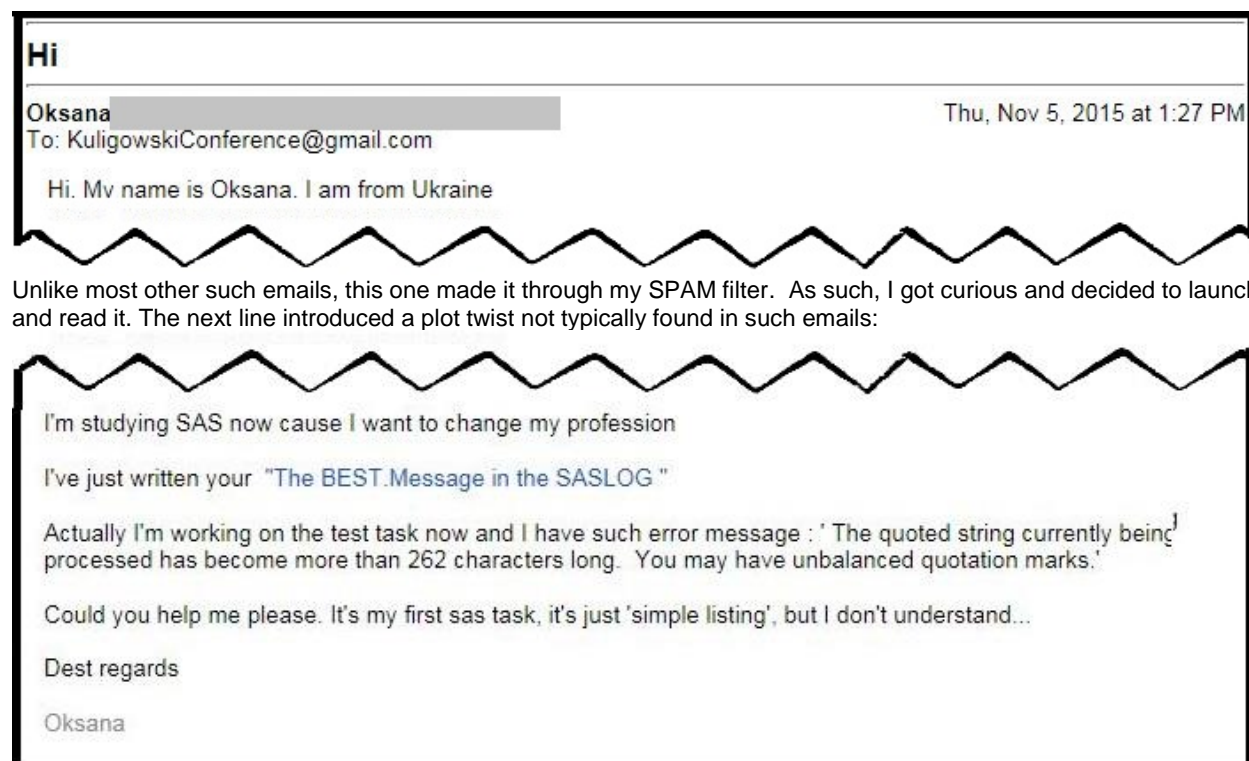 Hi
Oksana
Thu, Nov 5, 2015 at 1:27 PM
To: KuligowskiConference@gmail.com
Hi. My name is Oksana. I am from Ukraine
Unlike most other such emails, this one made it through my SPAM filter. As such, I got curious and decided to launch
and read it. The next line introduced a plot twist not typically found in such emails:
I'm studying SAS now cause I want to change my profession
I've just written your "The BEST.Message in the SASLOG "
Actually I'm working on the test task now and I have such error message : ' The quoted string currently being
processed has become more than 262 characters long. You may have unbalanced quotation marks.'
Could you help me please. It's my first sas task, it's just 'simple listing', but I don't understand...
Dest regards
Oksana